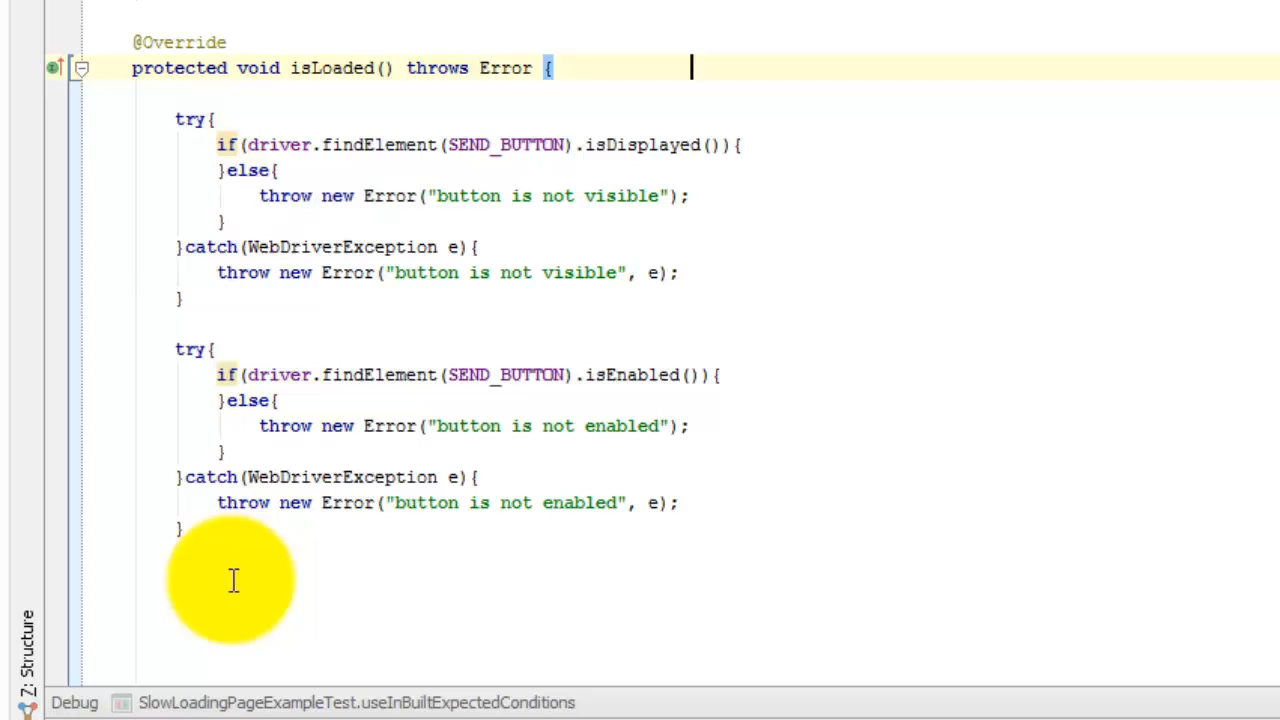 @Override
protected void isLoaded() throws Error {
try{
if(driver.findElement(SEND_BUTTON).isDisplayed()){
}else{
throw new Error("button is not visible");
}
}catch(WebDriverException e){
throw new Error("button is not visible", e);
}
try{
if(driver.findElement(SEND_BUTTON).isEnabled()){
}else{
throw new Error("button is not enabled");
}
}catch(WebDriverException e){
throw new Error("button is not enabled", e);
}
Z: Structure
Debug SlowLoadingPageExampleTest.useInBuiltExpectedConditions